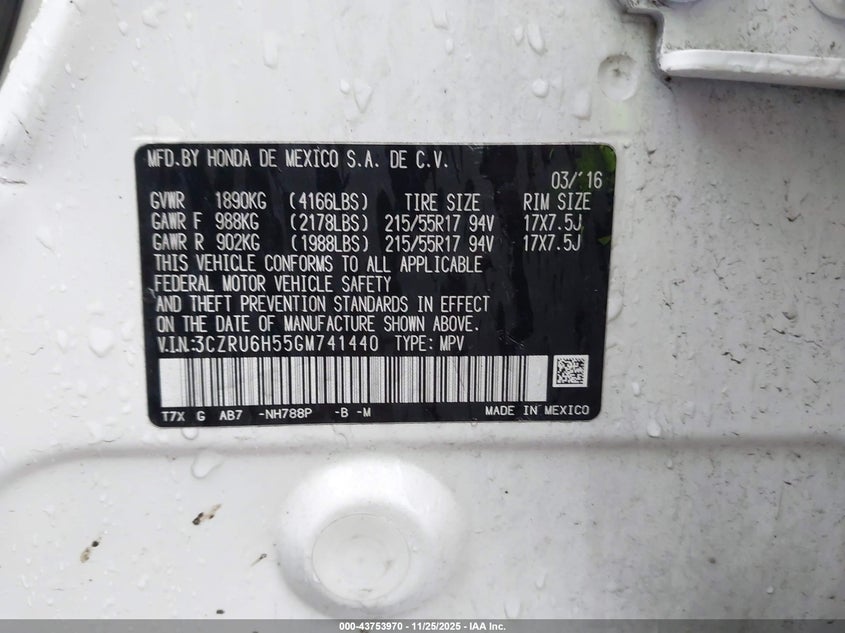 MFD.BY HONDA DE MEXICO S.A. DE C.V.
03/'16
GVWR 1890KG (4166LBS) TIRE SIZE RIM SIZE
GAWR F 988KG (2178LBS) 215/55R17 94V 17X7.5J
GAWR R 902KG (1988LBS) 215/55R17 94V 17X7.5J
THIS VEHICLE CONFORMS TO ALL APPLICABLE
FEDERAL MOTOR VEHICLE SAFETY
AND THEFT PREVENTION STANDARDS IN EFFECT
ON THE DATE OF MANUFACTURE SHOWN ABOVE.
V.I.N.:3CZRU6H55GM741440 TYPE: MPV
T7X G AB7 -NH788P -B -M MADE IN MEXICO
000-43753970 - 11/25/2025 - IAA Inc.